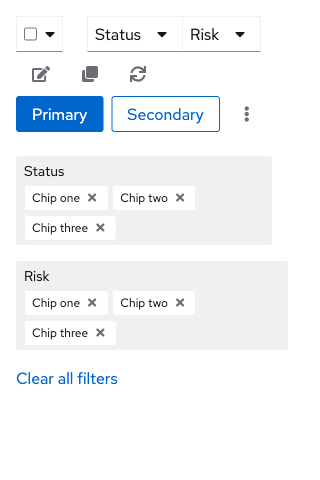 Status Risk
Primary Secondary
Status
Chip one Chip two
Chip three
Risk
Chip one Chip two
Chip three
Clear all filters